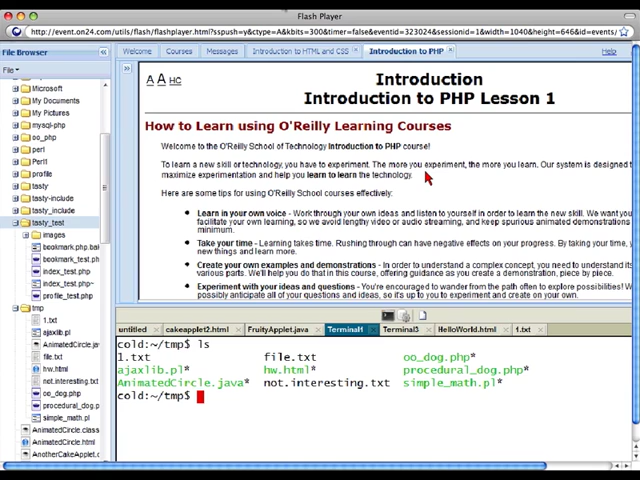 Flash Player
http://event.on24.com/utils/flash/flashplayer.html?sspush=y&ctype=A&kbits=300&timer=false&eventid=323024&sessionid=1&width=1040&height=646&id=events/
File Browser
Welcome Courses Messages Introduction to HTML and CSS Introduction to PHP Help
File
Microsoft
My Documents
My Pictures
mysql-php
oo_php
perl
Perl1
profile
tasty
tasty-include
tasty_include
tasty_test
images
bookmark.php.bak
bookmark_test.php
index_test.php
index_test.php~
profile_test.php
tmp
1.txt
ajaxlib.pl
AnimatedCircle.jav
file.txt
hw.html
not.interesting.txt
oo_dog.php
procedural_dog.p
simple_math.pl
AnimatedCircle.class
AnimatedCircle.html
AnotherCakeApplet.c
A A HC
Introduction
Introduction to PHP Lesson 1
How to Learn using O'Reilly Learning Courses
Welcome to the O'Reilly School of Technology Introduction to PHP course!
To learn a new skill or technology, you have to experiment. The more you experiment, the more you learn. Our system is designed t
maximize experimentation and help you learn to learn the technology.
Here are some tips for using O'Reilly School courses effectively:
Learn in your own voice - Work through your own ideas and listen to yourself in order to learn the new skill. We want you
facilitate your own learning, so we avoid lengthy video or audio streaming, and keep spurious animated demonstrations
minimum.
Take your time - Learning takes time. Rushing through can have negative effects on your progress. By taking your time, y
new things and learn more.
Create your own examples and demonstrations - In order to understand a complex concept, you need to understand its
various parts. We'll help you do that in this course, offering guidance as you create a demonstration, piece by piece.
Experiment with your ideas and questions - You're encouraged to wander from the path often to explore possibilities! W
possibly anticipate all of your questions and ideas, so it's up to you to experiment and create on your own.
untitled cakeapplet2.html FruityApplet.java Terminal1 Terminal3 HelloWorld.html 1.txt
cold:~/tmp$ ls
1.txt file.txt oo_dog.php*
ajaxlib.pl* hw.html* procedural_dog.php*
AnimatedCircle.java* not.interesting.txt simple_math.pl*
cold:~/tmp$